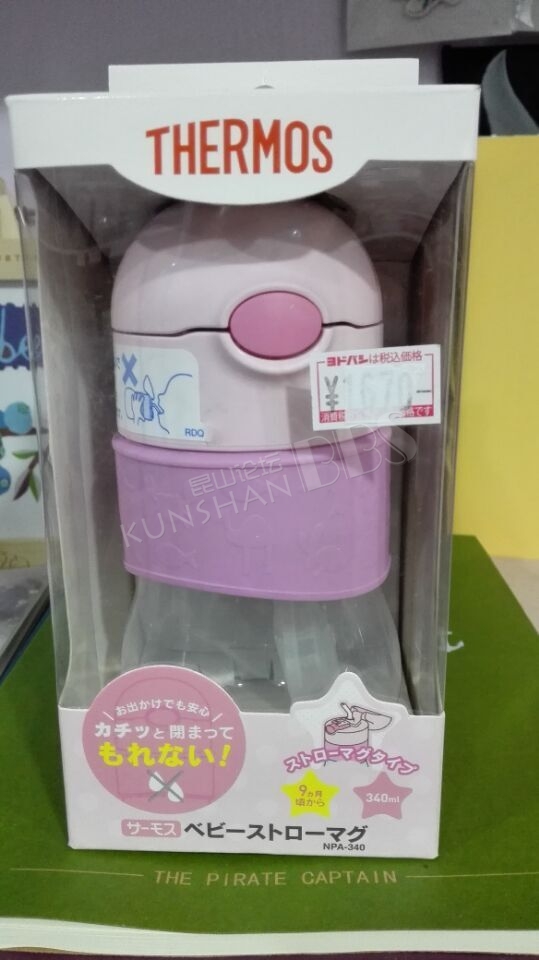 THERMOS
ヨドバシは税込価格
¥1,670
RDQ
昆山论坛
KUNSHAN BBS
お出かけでも安心
カチッと閉まって
もれない!
ストローマグタイプ
9ヵ月
頃から
340ml
サーモス ベビーストローマグ
NPA-340
THE PIRATE CAPTAIN